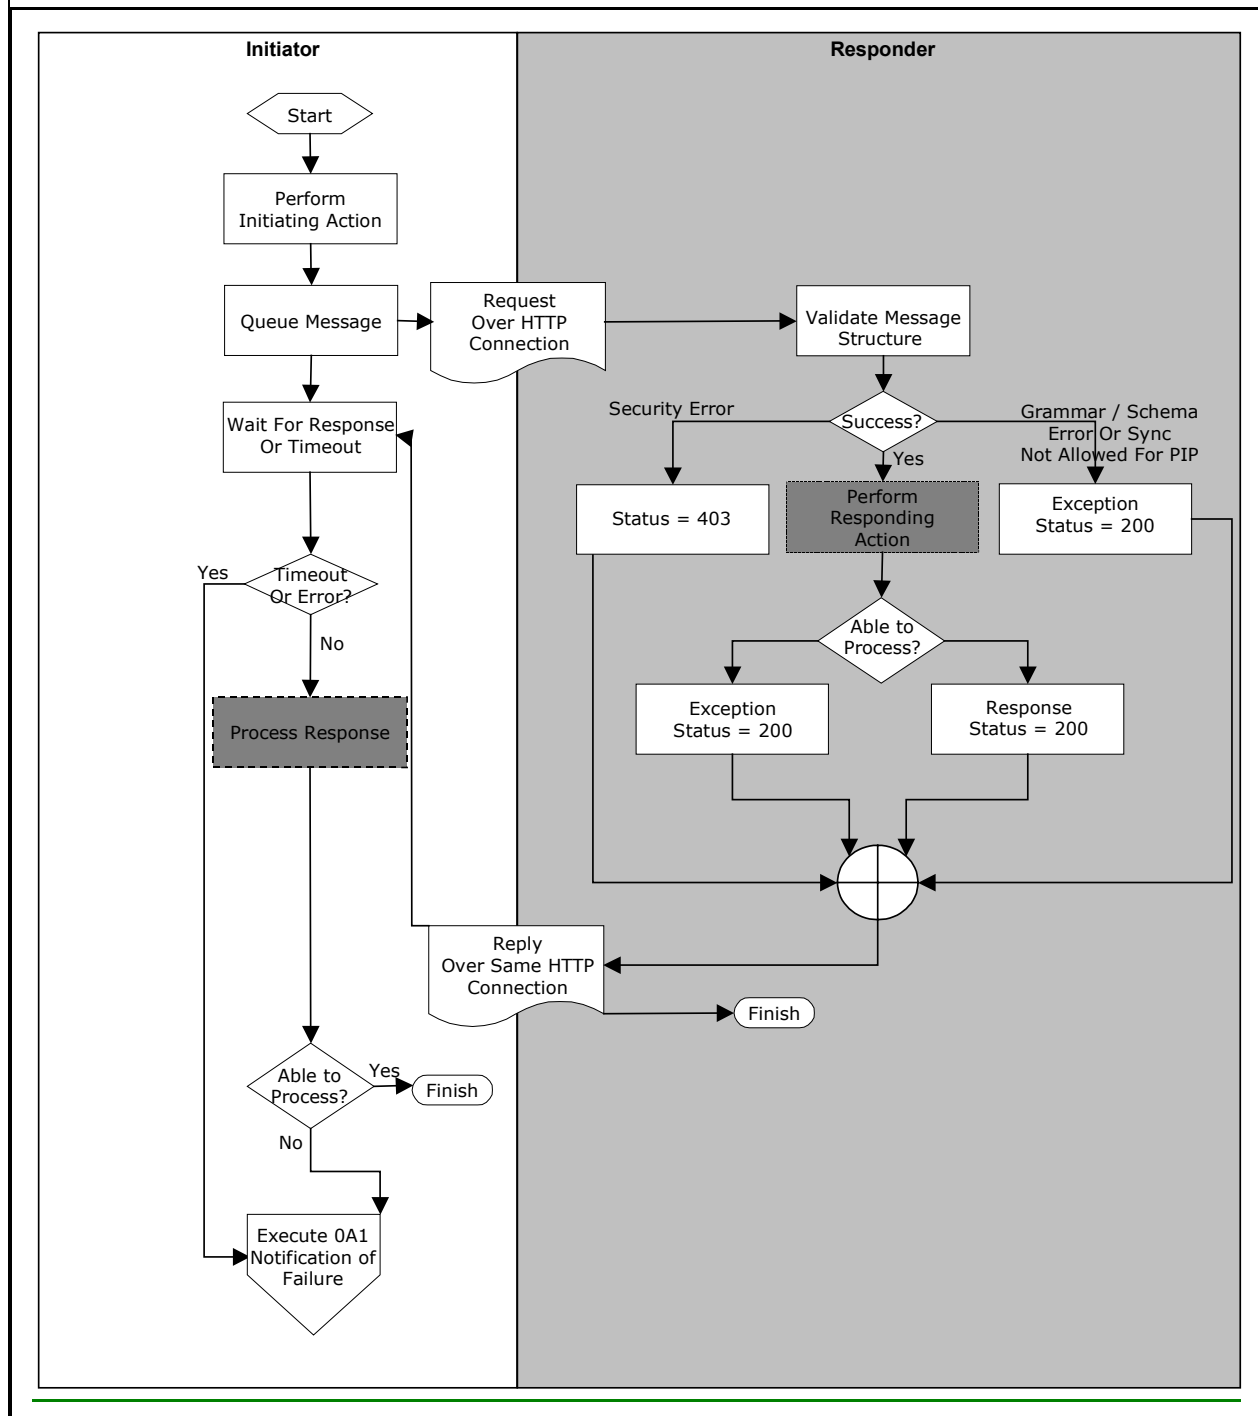 Initiator
Responder
Start
Perform
Initiating Action
Queue Message
Request
Over HTTP
Connection
Validate Message
Structure
Wait For Response
Or Timeout
Security Error
Success?
Grammar / Schema
Error Or Sync
Not Allowed For PIP
Yes
Status = 403
Perform
Responding
Action
Exception
Status = 200
Yes
Timeout
Or Error?
No
Able to
Process?
Process Response
Exception
Status = 200
Response
Status = 200
Reply
Over Same HTTP
Connection
Finish
Able to
Process?
Yes
Finish
No
Execute 0A1
Notification of
Failure